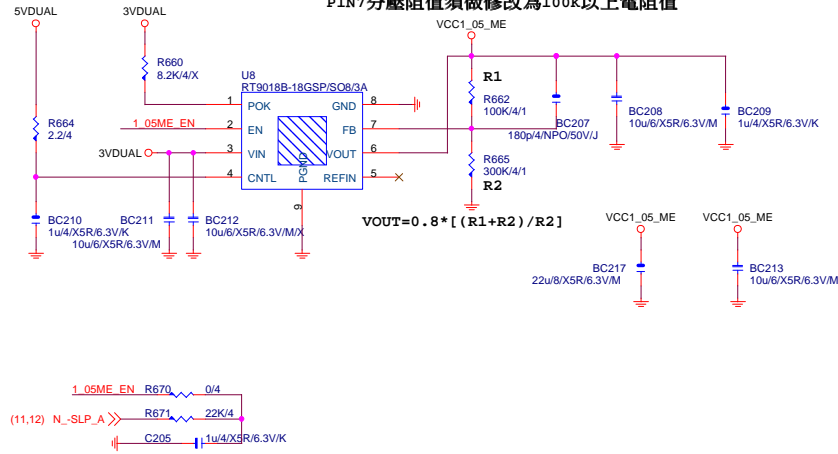 PIN7分壓阻值須做修改為100K以上電阻值
5VDUAL
3VDUAL
VCC1_05_ME
R660
8.2K/4/X
U8
RT9018B-18GSP/SO8/3A
R664
2.2/4
1_05ME_EN
3VDUAL
1
2
3
4
POK
EN
VIN
CNTL
GND
FB
VOUT
REFIN
PGND
8
7
6
5
9
R1
R662
100K/4/1
BC207
180p/4/NPO/50V/J
BC208
10u/6/X5R/6.3V/M
BC209
1u/4/X5R/6.3V/K
R665
300K/4/1
R2
BC210
1u/4/X5R/6.3V/K
BC211
10u/6/X5R/6.3V/M
BC212
10u/6/X5R/6.3V/M/X
VOUT=0.8*[(R1+R2)/R2]
VCC1_05_ME
VCC1_05_ME
BC217
22u/8/X5R/6.3V/M
BC213
10u/6/X5R/6.3V/M
1_05ME_EN
R670
0/4
(11,12) N_-SLP_A
R671
22K/4
C205
1u/4/X5R/6.3V/K